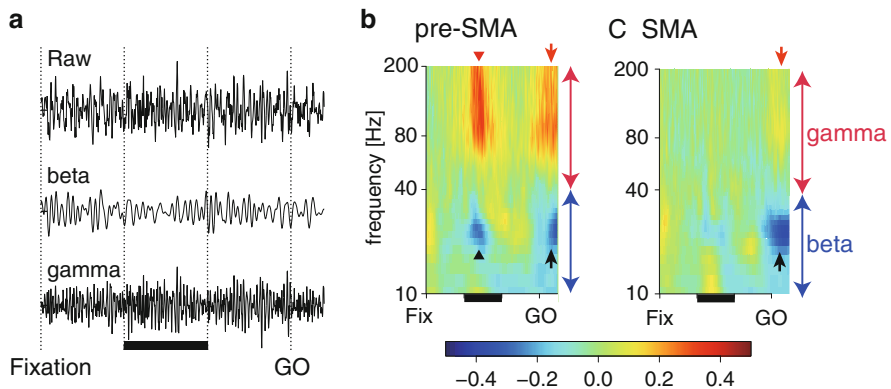 a
Raw
beta
gamma
Fixation GO
b pre-SMA
frequency [Hz]
200
80
40
10
Fix GO
C SMA
200
80
40
10
Fix GO
gamma
beta
−0.4 −0.2 0.0 0.2 0.4